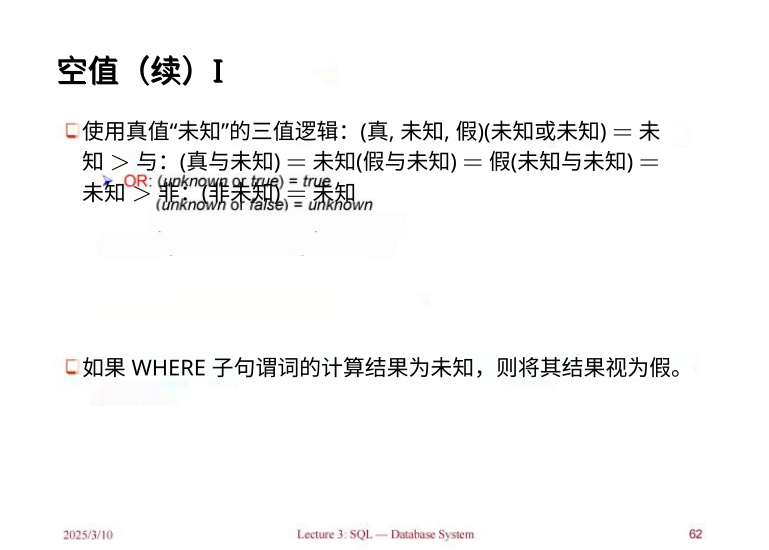 空值（续）I
使用真值“未知”的三值逻辑：(真, 未知, 假)(未知或未知) = 未
知 > 与：(真与未知) = 未知(假与未知) = 假(未知与未知) =
OR: (unknown or true) = true
未知 > 非：(非未知) = 未知
(unknown or false) = unknown
如果 WHERE 子句谓词的计算结果为未知，则将其结果视为假。
2025/3/10
Lecture 3: SQL — Database System
62